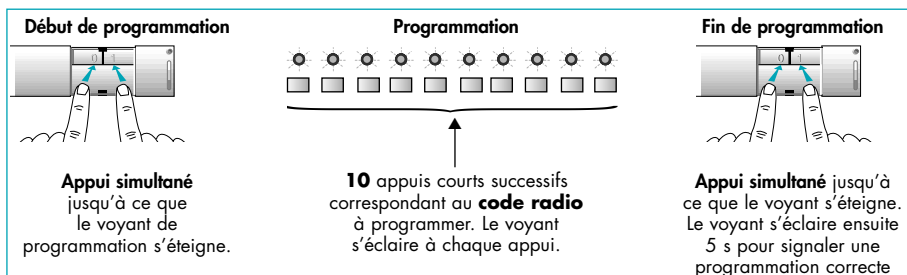 Début de programmation
0 1
Appui simultané
jusqu'à ce que
le voyant de
programmation s'éteigne.
Programmation
10 appuis courts successifs
correspondant au code radio
à programmer. Le voyant
s'éclaire à chaque appui.
Fin de programmation
0 1
Appui simultané jusqu'à
ce que le voyant s'éteigne.
Le voyant s'éclaire ensuite
5 s pour signaler une
programmation correcte